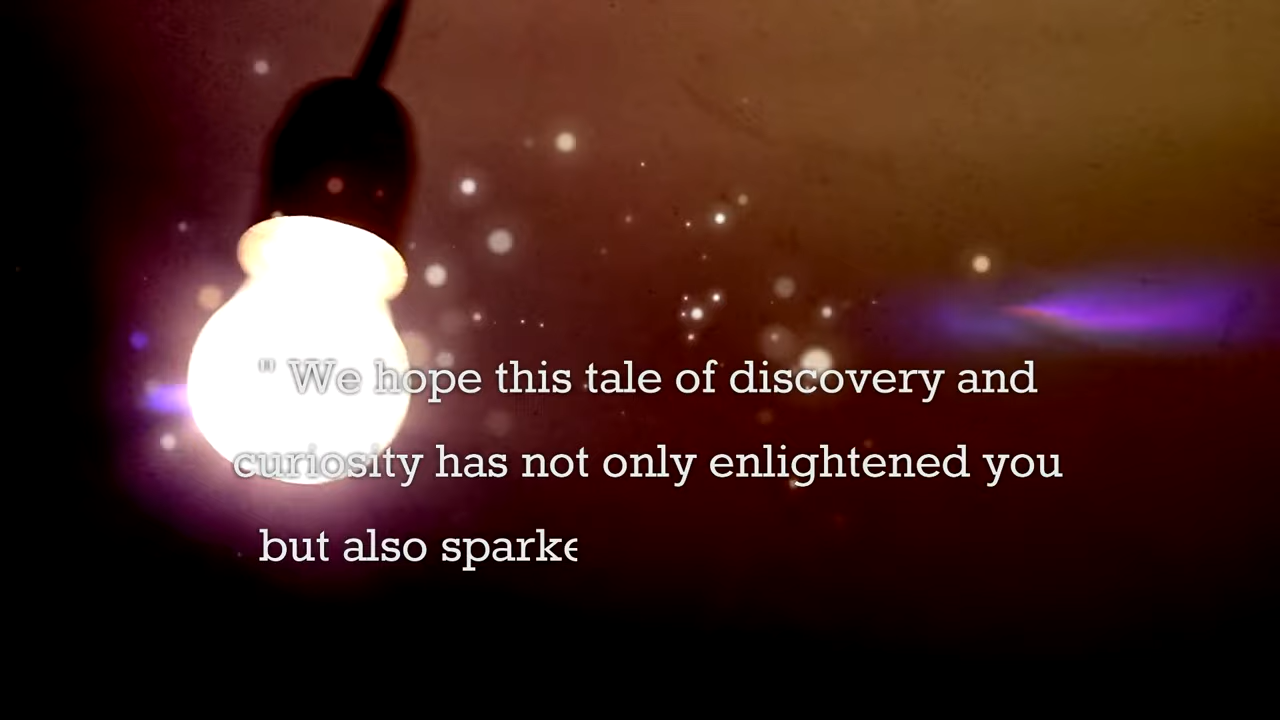 " We hope this tale of discovery and
curiosity has not only enlightened you
but also sparke